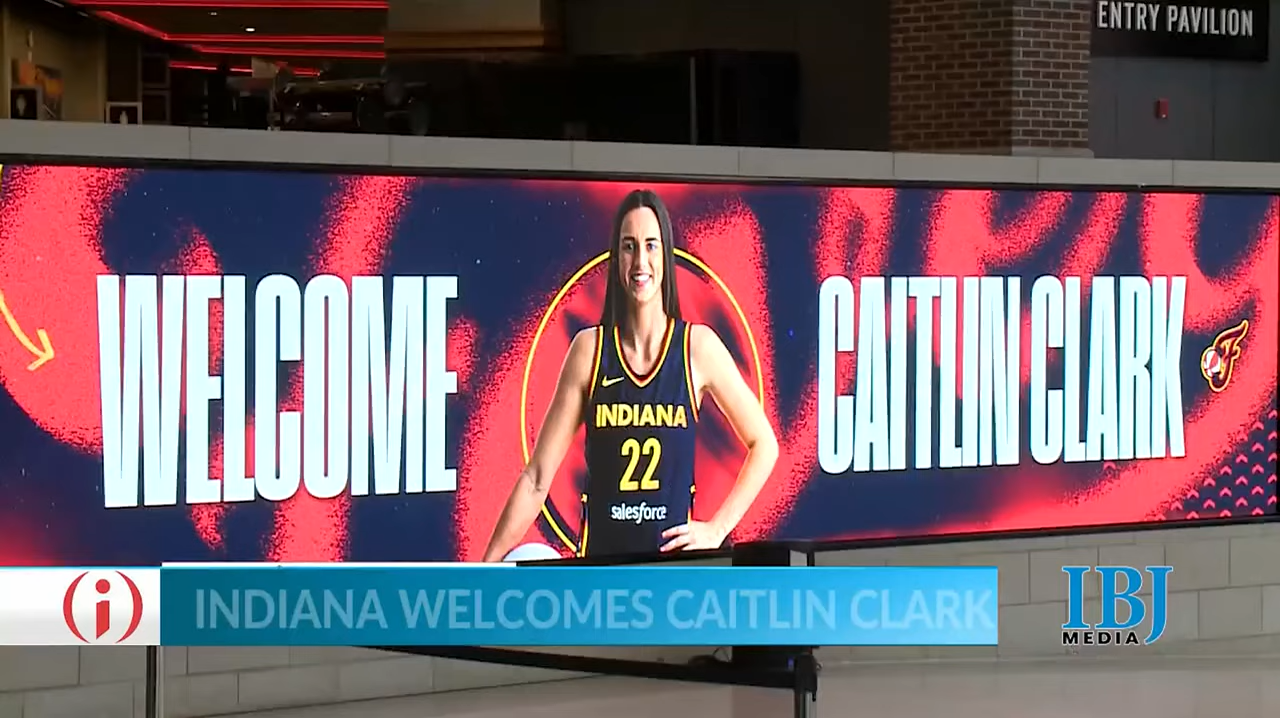 ENTRY PAVILION
WELCOME
CAITLIN CLARK
INDIANA
22
salesforce
F
i
INDIANA WELCOMES CAITLIN CLARK
IBJ
MEDIA